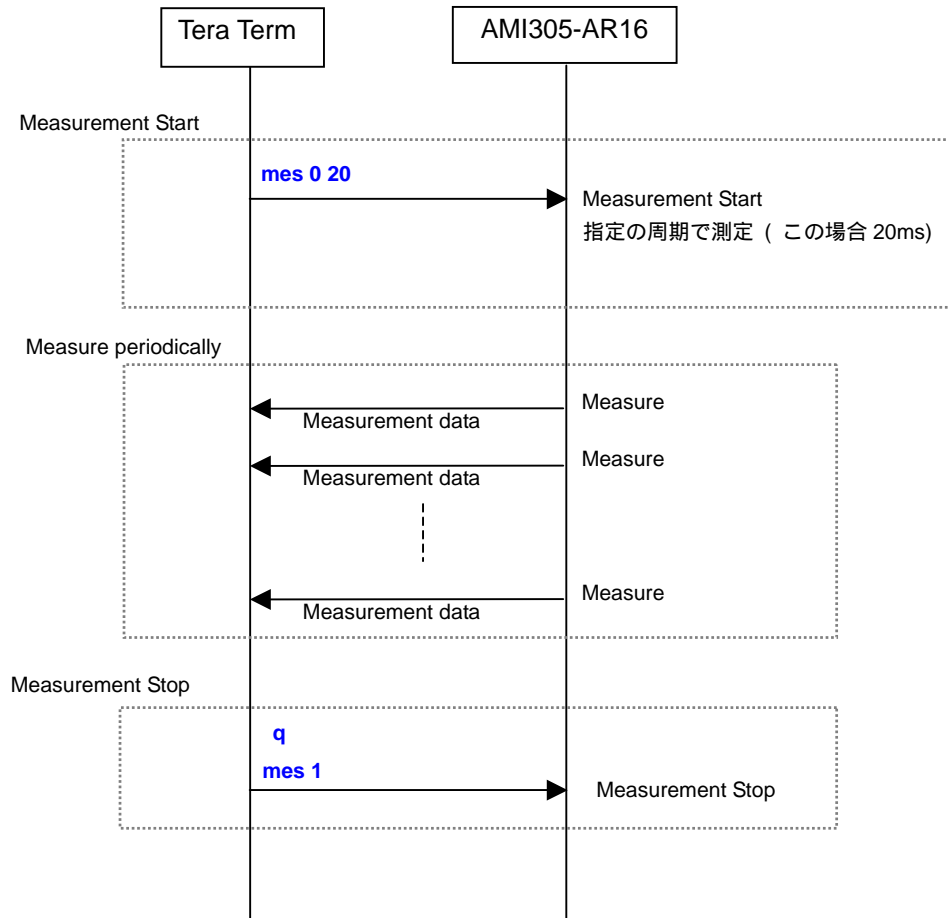 Tera Term
AMI305-AR16
Measurement Start
mes 0 20
Measurement Start
指定の周期で測定 ( この場合 20ms)
Measure periodically
Measure
Measurement data
Measure
Measurement data
Measure
Measurement data
Measurement Stop
q
mes 1
Measurement Stop